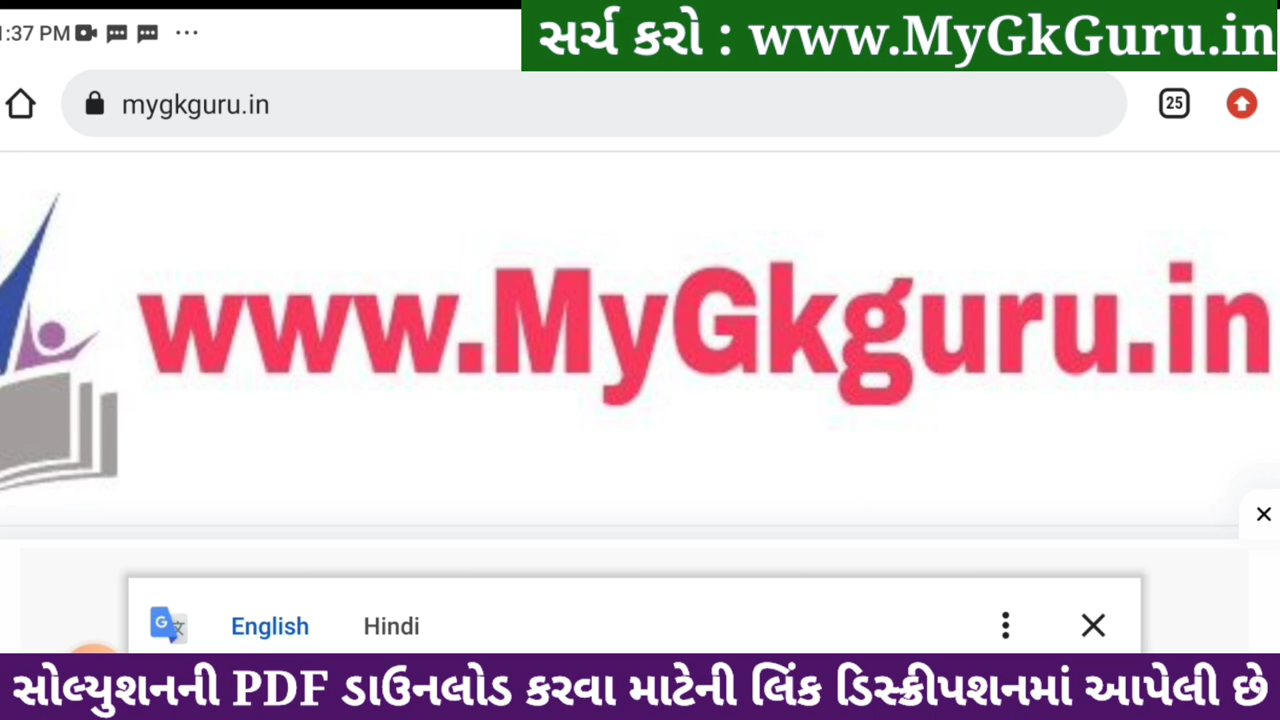 :37 PM ...
સર્ચ કરો : www.MyGkGuru.in
mygkguru.in
25
www.MyGkguru.in
G 文 English Hindi
સોલ્યુશનની PDF ડાઉનલોડ કરવા માટેની લિંક ડિસ્ક્રીપશનમાં આપેલી છે